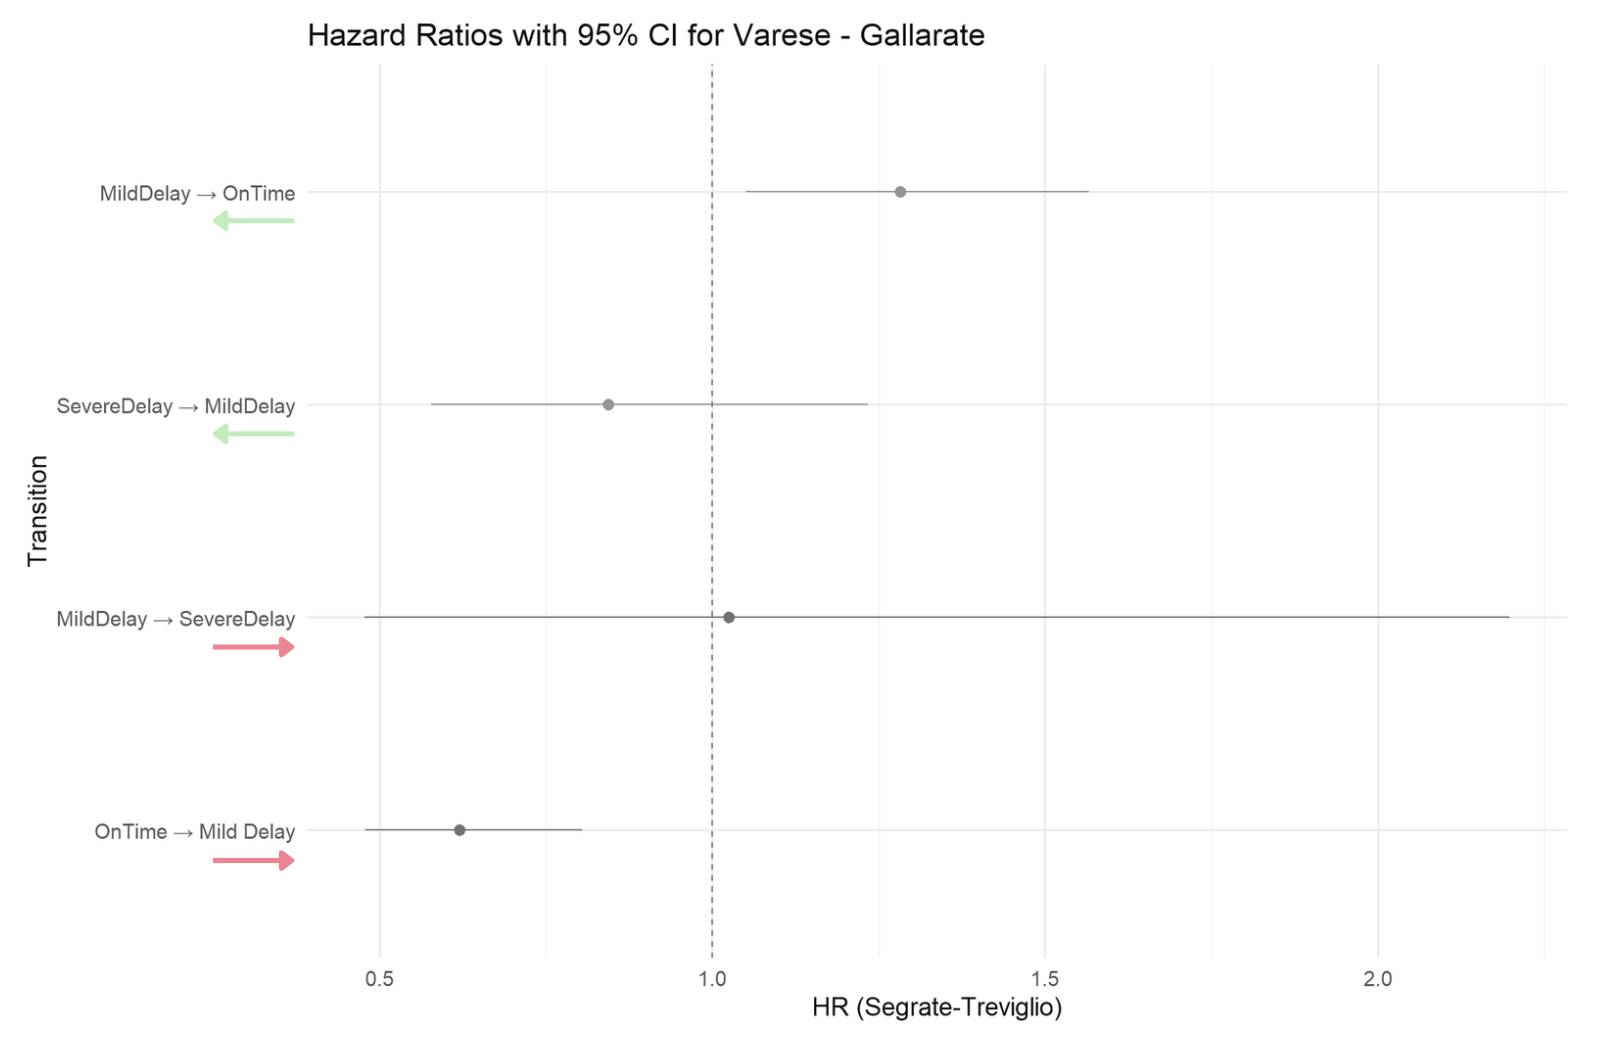 Hazard Ratios with 95% CI for Varese - Gallarate
MildDelay → OnTime
SevereDelay → MildDelay
Transition
MildDelay → SevereDelay
OnTime → Mild Delay
0.5 1.0 1.5 2.0
HR (Segrate-Treviglio)